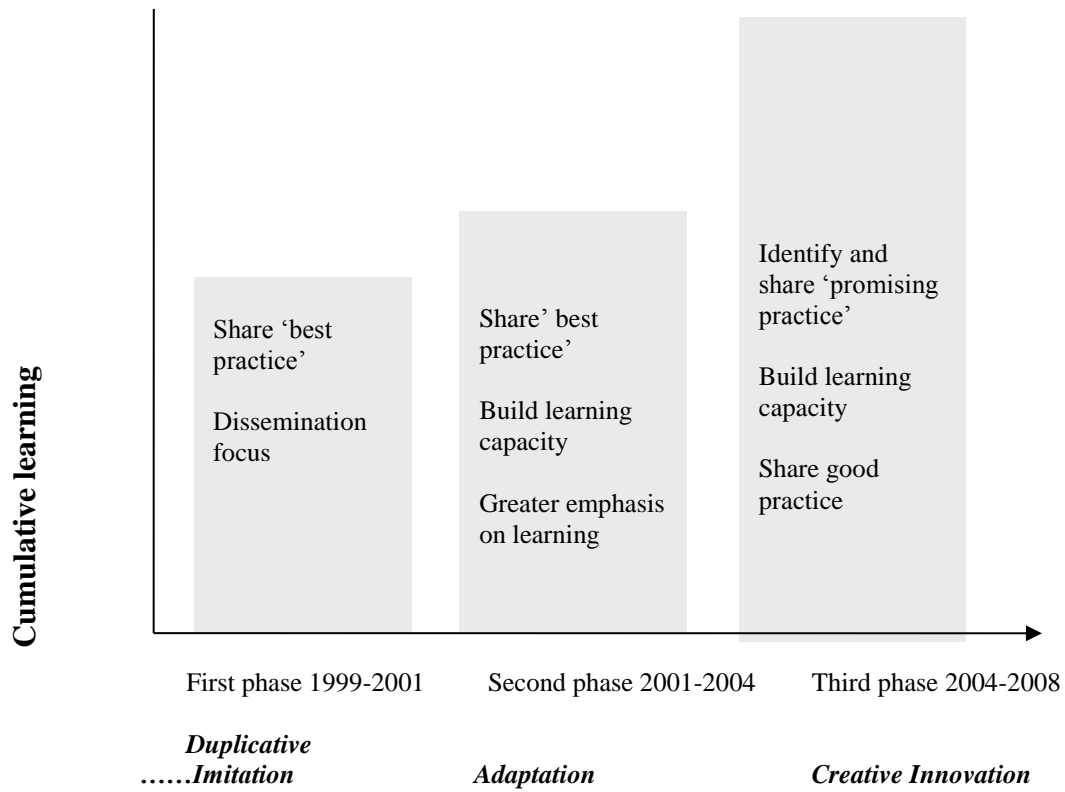 Cumulative learning
Share ‘best
practice’
Dissemination
focus
Share’ best
practice’
Build learning
capacity
Greater emphasis
on learning
Identify and
share ‘promising
practice’
Build learning
capacity
Share good
practice
First phase 1999-2001
Second phase 2001-2004
Third phase 2004-2008
Duplicative
……Imitation
Adaptation
Creative Innovation